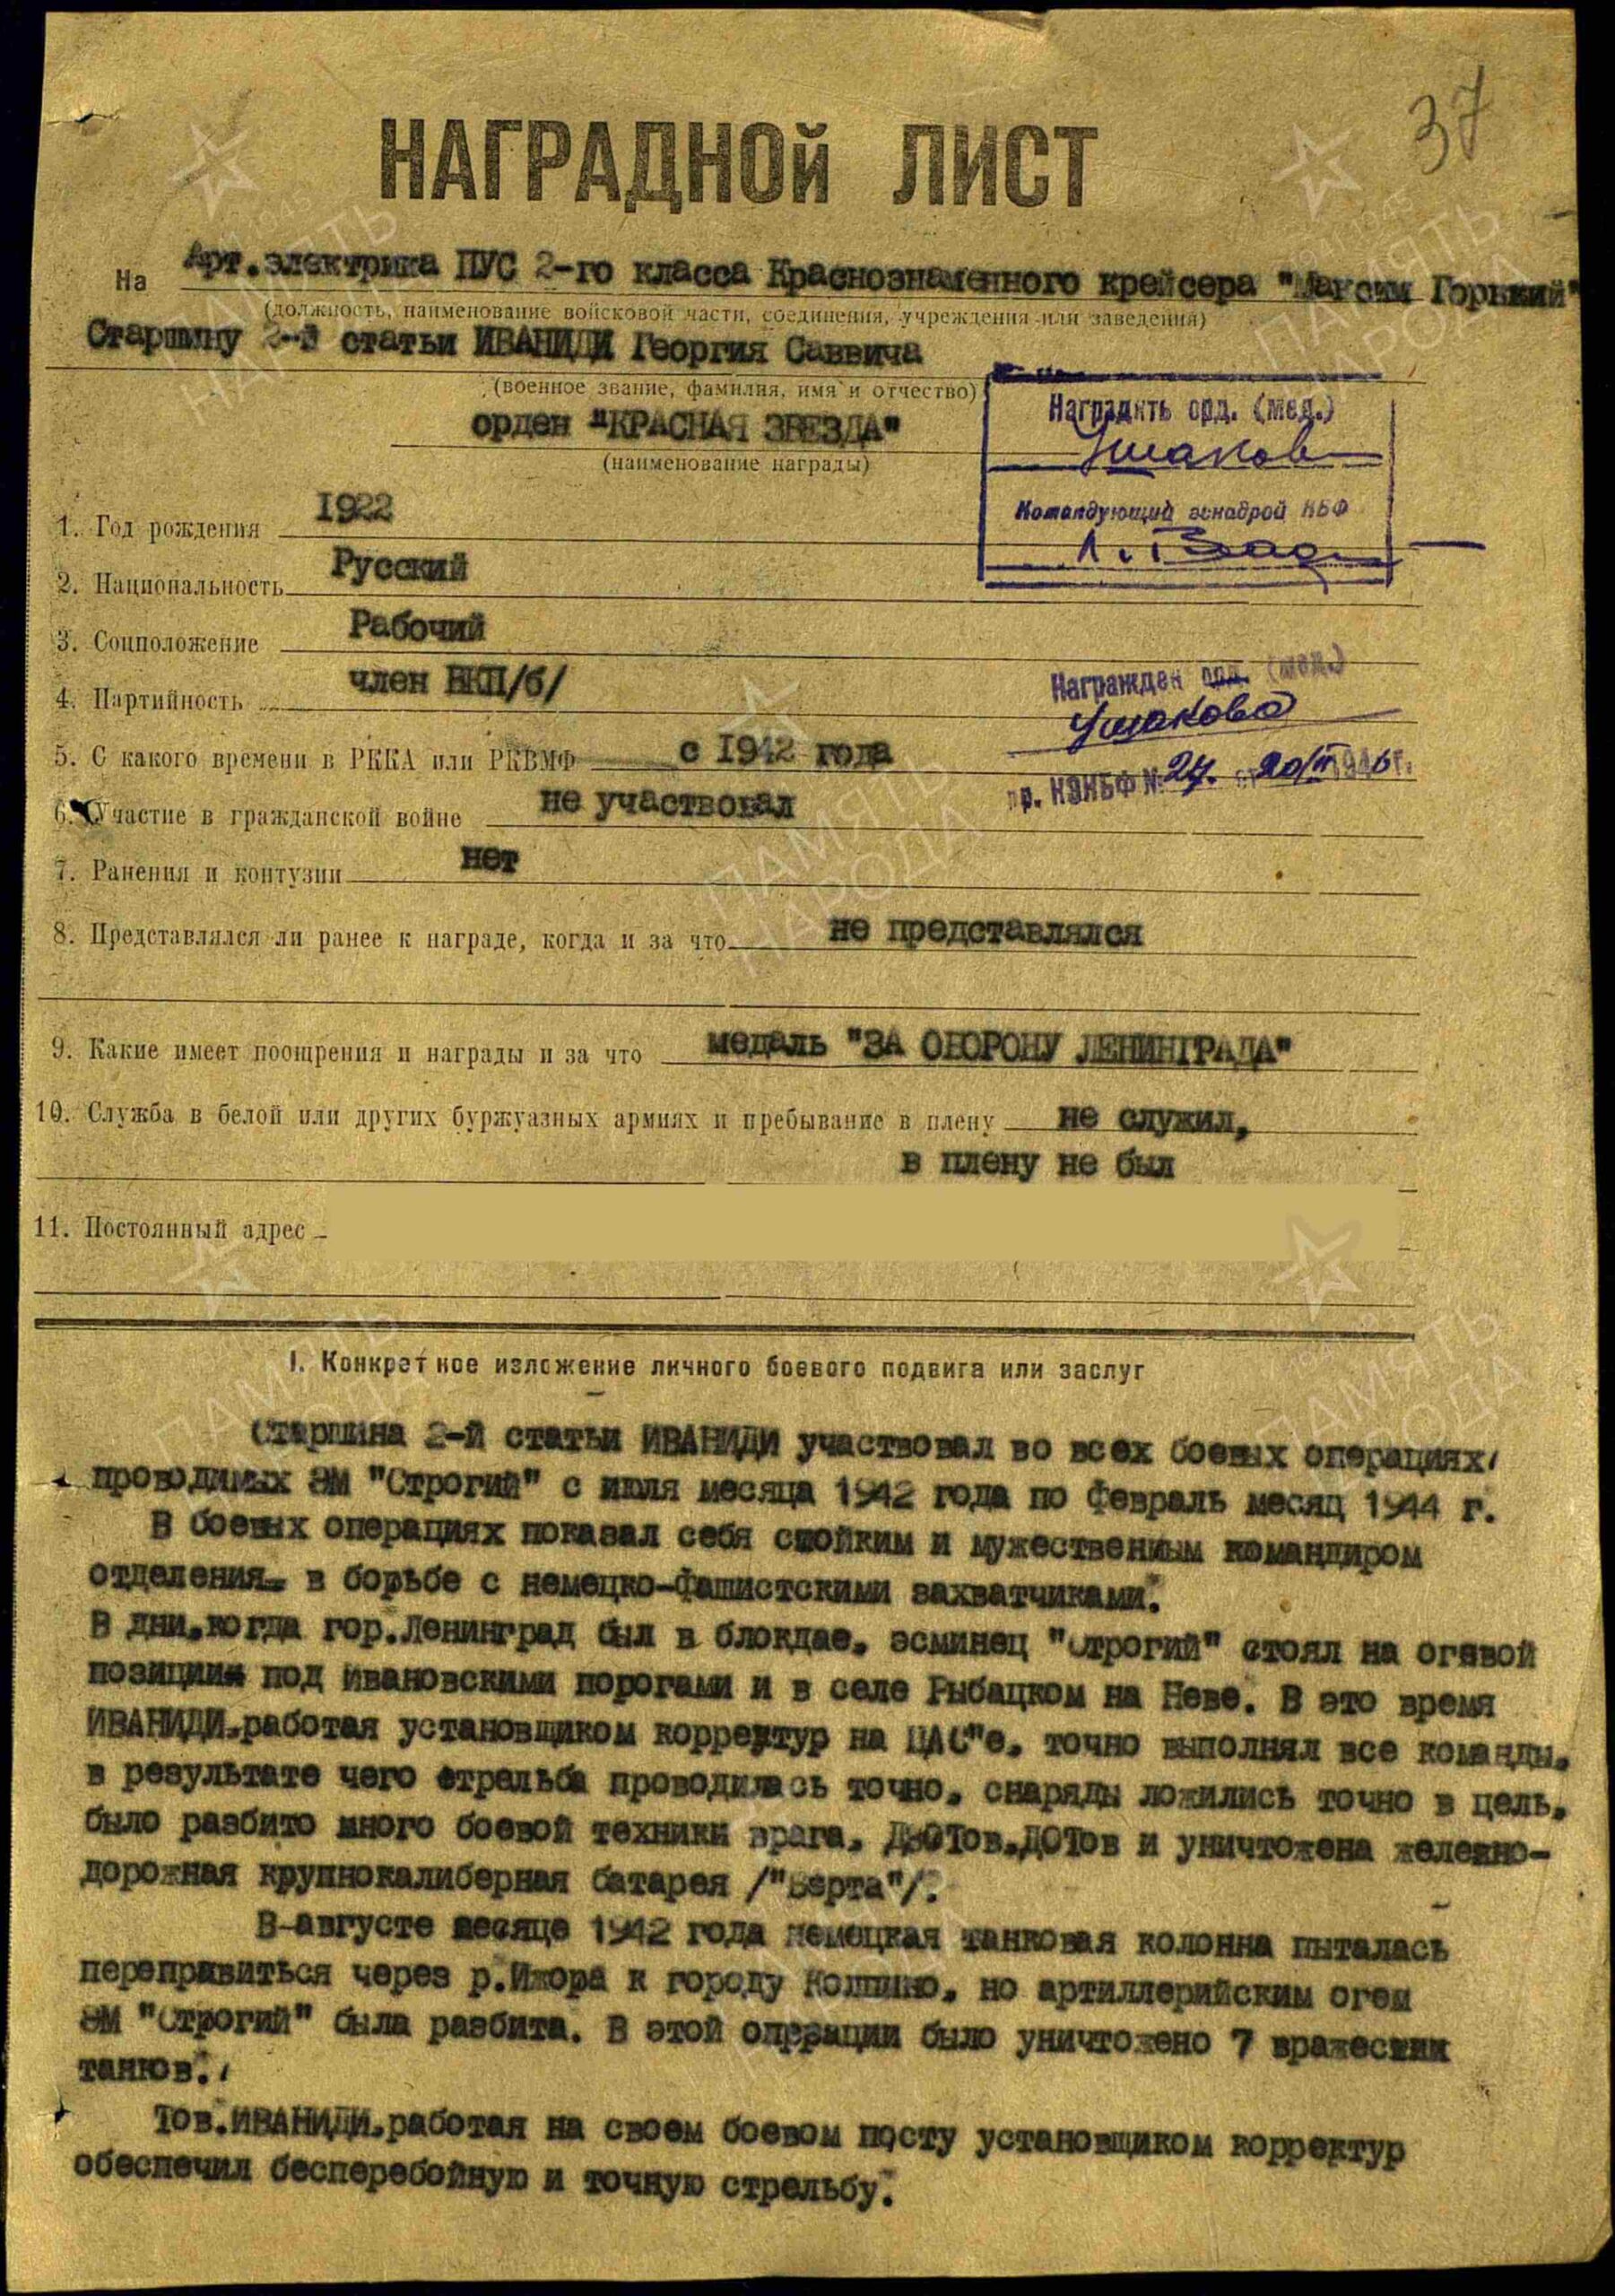 37
НАГРАДНОЙ ЛИСТ
На Арт.электрика ПУС 2-го класса Краснознаменного крейсера "Максим Горький"
(должность, наименование войсковой части, соединения, учреждения или заведения)
Старшину 2-й статьи ИВАНИДИ Георгия Саввича
(военное звание, фамилия, имя и отчество)
орден "КРАСНАЯ ЗВЕЗДА"
(наименование награды)
Наградить орд. (мед.)
Ушакова
Командующий эскадрой КБФ
1. Год рождения 1922
2. Национальность Русский
3. Соцположение Рабочий
4. Партийность член ВКП/б/
Награжден орд. (мед.)
Ушакова
5. С какого времени в РККА или РКВМФ с 1942 года
пр. КЭКБФ № 24. от 20/III 1946г.
6. Участие в гражданской войне не участвовал
7. Ранения и контузии нет
8. Представлялся ли ранее к награде, когда и за что не представлялся
9. Какие имеет поощрения и награды и за что медаль "ЗА ОБОРОНУ ЛЕНИНГРАДА"
10. Служба в белой или других буржуазных армиях и пребывание в плену не служил,
в плену не был
11. Постоянный адрес
I. Конкретное изложение личного боевого подвига или заслуг
Старшина 2-й статьи ИВАНИДИ участвовал во всех боевых операциях,
проводимых ЭМ "Строгий" с июля месяца 1942 года по февраль месяц 1944 г.
В боевых операциях показал себя стойким и мужественным командиром
отделения в борьбе с немецко-фашистскими захватчиками.
В дни,когда гор.Ленинград был в блокдае, эсминец "Строгий" стоял на огявой
позиции под Ивановскими порогами и в селе Рыбацком на Неве. В это время
ИВАНИДИ,работая установщиком корректур на ЦАС"е, точно выполнял все команды,
в результате чего стрельба проводилась точно, снаряды ложились точно в цель,
было разбито много боевой техники врага, ДЗОТов,ДОТов и уничтожена железно-
дорожная крупнокалиберная батарея /"Берта"/.
В августе месяце 1942 года немецкая танковая колонна пыталась
переправиться через р.Ижора к городу Колпино, но артиллерийским огем
ЭМ "Строгий" была разбита. В этой операции было уничтожено 7 вражеских
танков.
Тов.ИВАНИДИ,работая на своем боевом посту установщиком корректур
обеспечил бесперебойную и точную стрельбу.